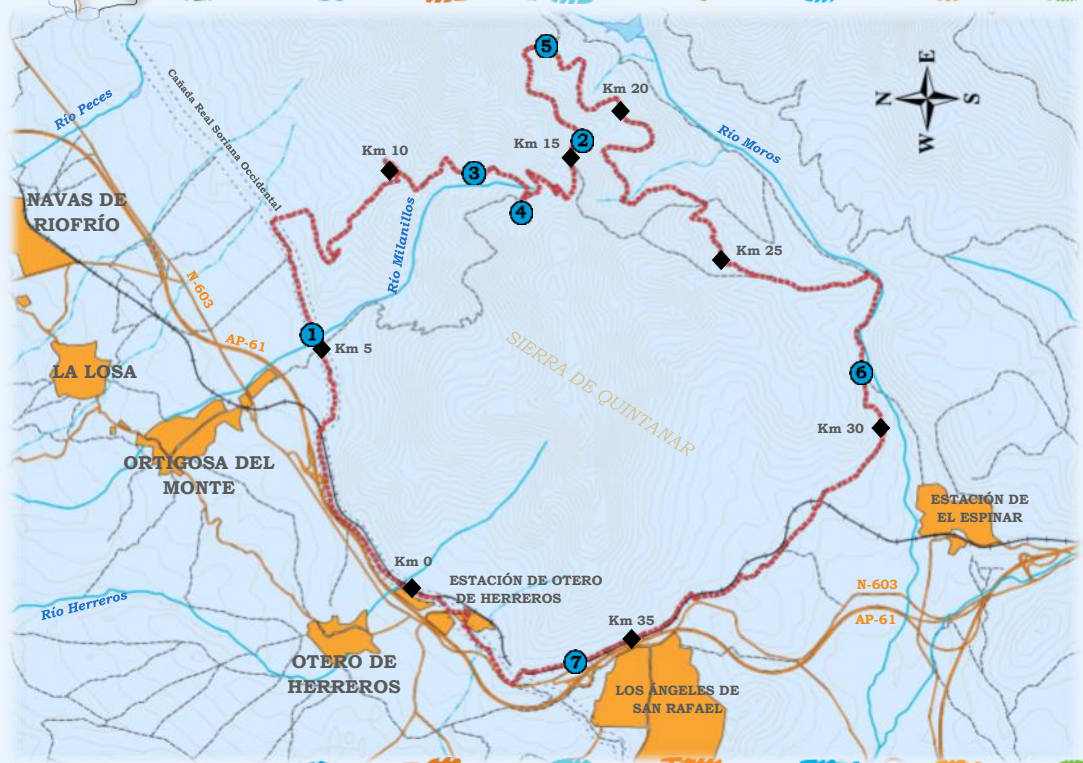 5
Km 20
E
N
S
W
Río Peces
Cañada Real Soriana Occidental
Río Moros
Km 10
Km 15
2
3
4
NAVAS DE
RIOFRÍO
Río Milanillos
Km 25
N-603
AP-61
1
Km 5
LA LOSA
SIERRA DE QUINTANAR
6
Km 30
ORTIGOSA DEL
MONTE
ESTACIÓN DE
EL ESPINAR
Km 0
ESTACIÓN DE OTERO
DE HERREROS
N-603
AP-61
Río Herreros
Km 35
7
OTERO DE
HERREROS
LOS ÁNGELES DE
SAN RAFAEL